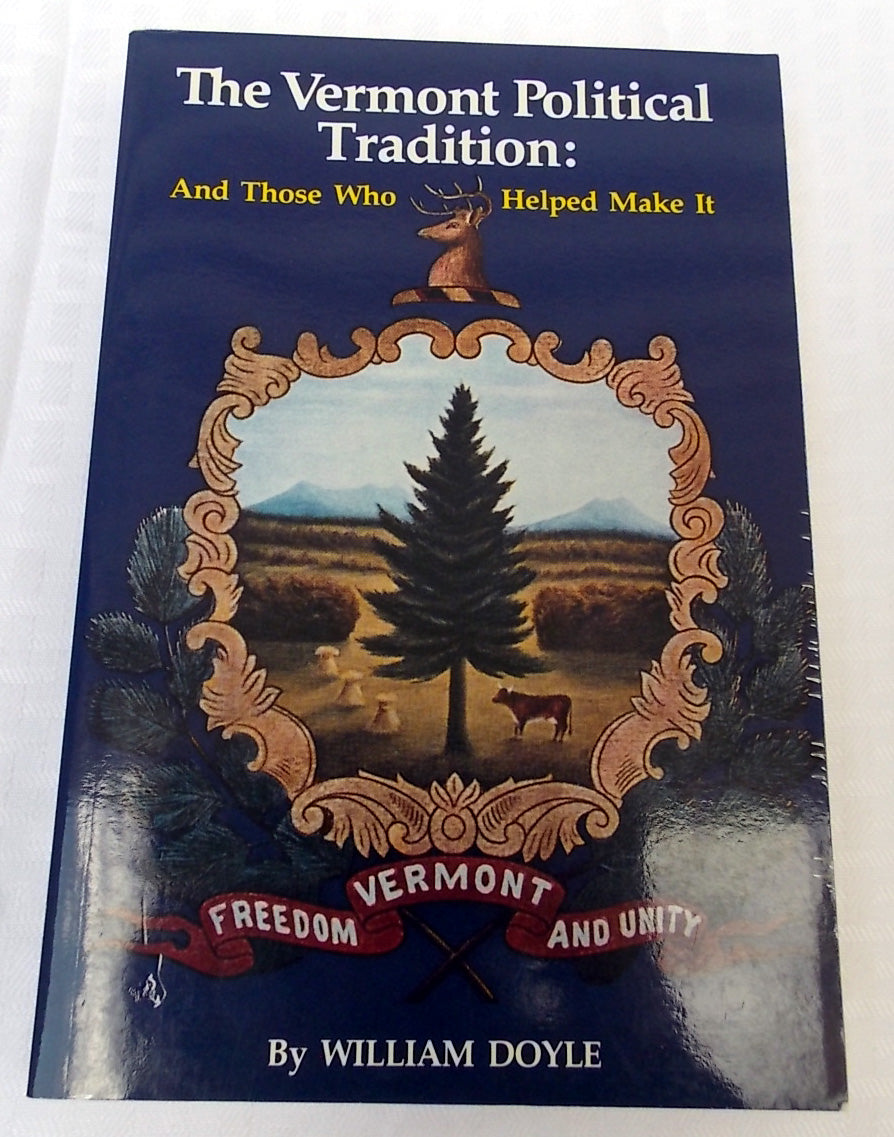 The Vermont Political
Tradition:
And Those Who Helped Make It
VERMONT
FREEDOM AND UNITY
By WILLIAM DOYLE